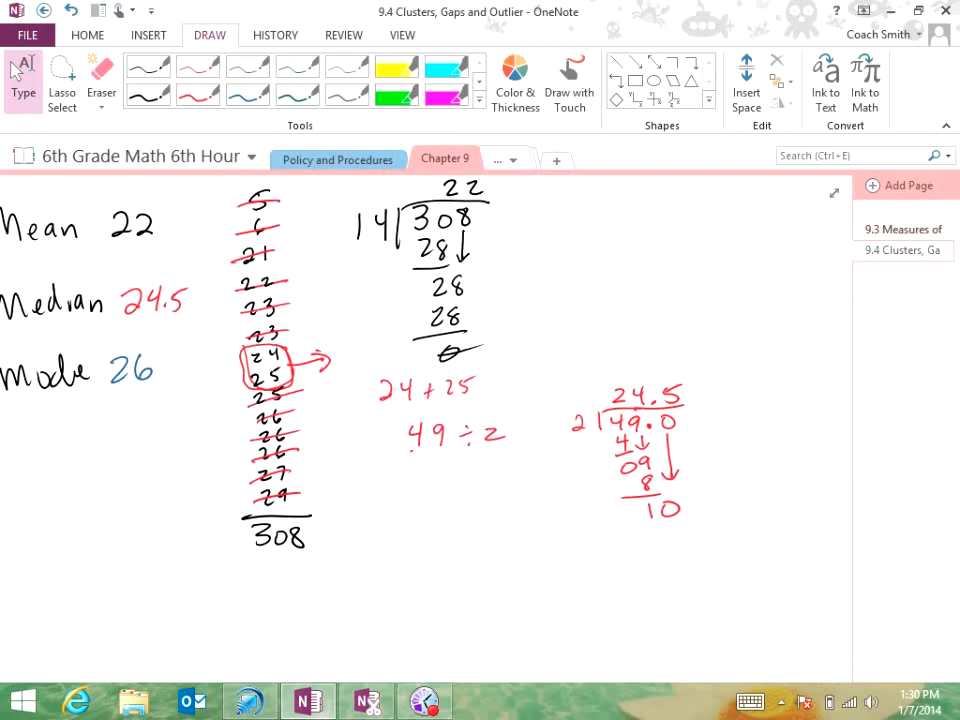 9.4 Clusters, Gaps and Outlier - OneNote
FILE HOME INSERT DRAW HISTORY REVIEW VIEW
Coach Smith
Type
Lasso Select
Eraser
Color & Thickness
Draw with Touch
Insert Space
Ink to Text
Ink to Math
Tools Shapes Edit Convert
6th Grade Math 6th Hour
Policy and Procedures
Chapter 9
...
Search (Ctrl+E)
Add Page
9.3 Measures of
9.4 Clusters, Ga
Mean 22
Median 24.5
Mode 26
5
6
21
22
23
23
24
25
25
26
26
26
27
29
308
22
14 308
28
28
28
0
24 + 25
49 ÷ 2
24.5
2 49.0
4
09
8
10
1:30 PM
1/7/2014